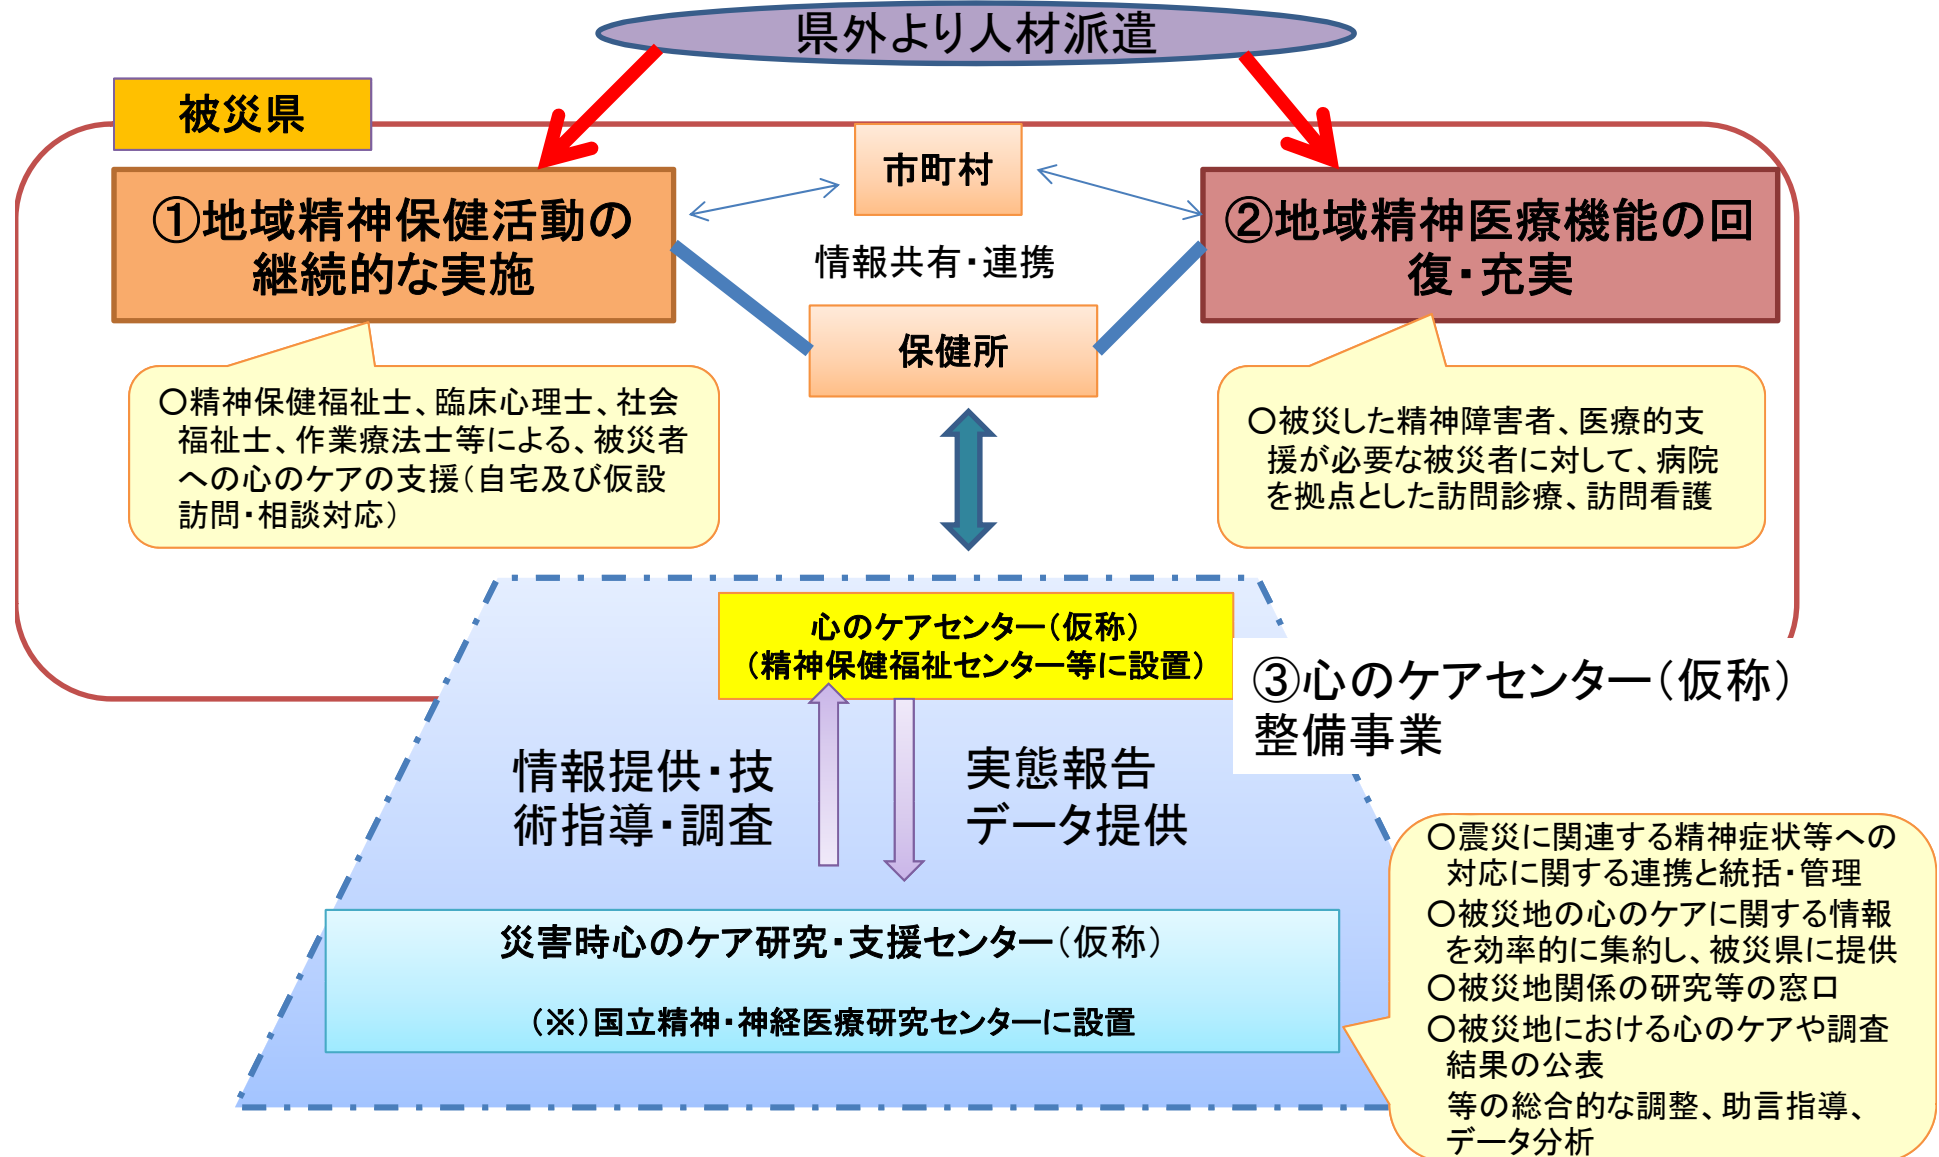 県外より人材派遣
被災県
市町村
①地域精神保健活動の
継続的な実施
②地域精神医療機能の回
復・充実
情報共有・連携
保健所
○精神保健福祉士、臨床心理士、社会
福祉士、作業療法士等による、被災者
への心のケアの支援（自宅及び仮設
訪問・相談対応）
○被災した精神障害者、医療的支
援が必要な被災者に対して、病院
を拠点とした訪問診療、訪問看護
心のケアセンター（仮称）
（精神保健福祉センター等に設置）
③心のケアセンター（仮称）
整備事業
情報提供・技
術指導・調査
実態報告
データ提供
災害時心のケア研究・支援センター（仮称）
（※）国立精神・神経医療研究センターに設置
○震災に関連する精神症状等への
対応に関する連携と統括・管理
○被災地の心のケアに関する情報
を効率的に集約し、被災県に提供
○被災地関係の研究等の窓口
○被災地における心のケアや調査
結果の公表
等の総合的な調整、助言指導、
データ分析